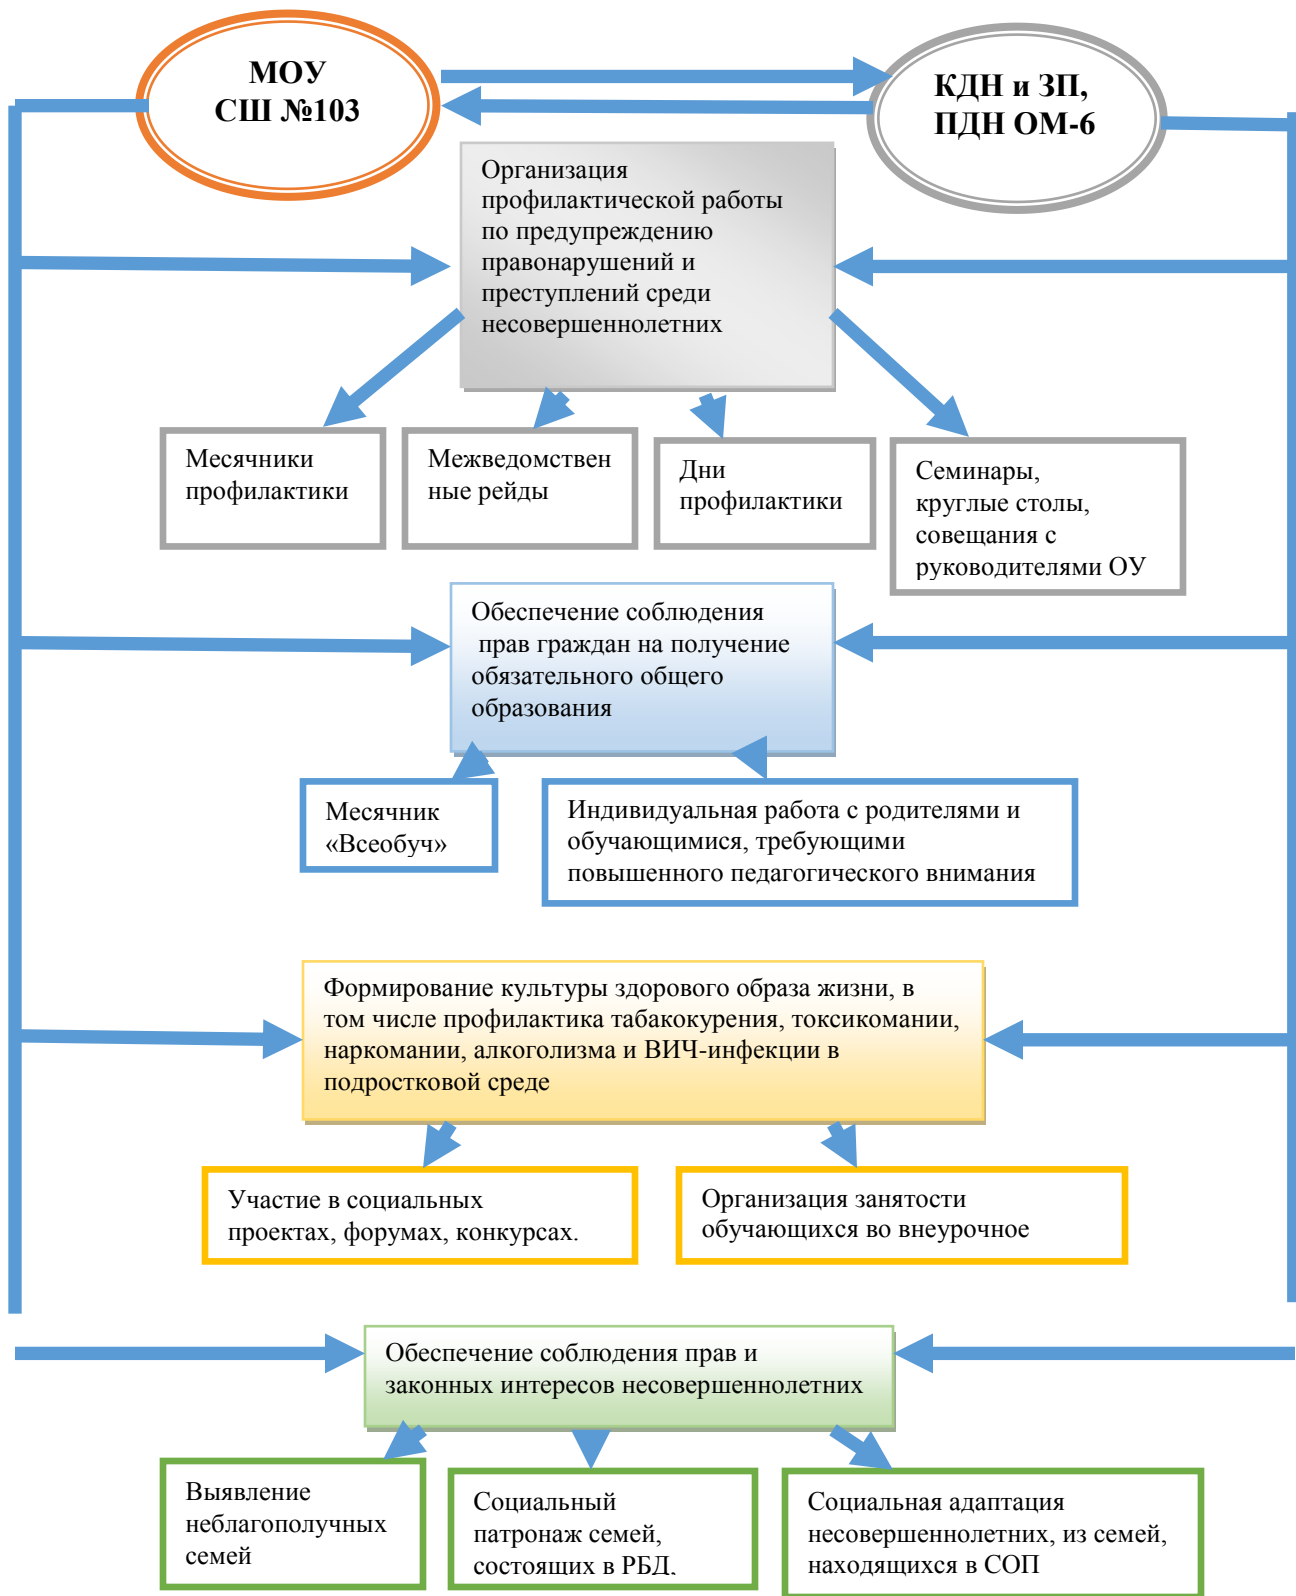 МОУ
СШ №103
КДН и ЗП,
ПДН ОМ-6
Организация
профилактической работы
по предупреждению
правонарушений и
преступлений среди
несовершеннолетних
Месячники
профилактики
Межведомствен
ные рейды
Дни
профилактики
Семинары,
круглые столы,
совещания с
руководителями ОУ
Обеспечение соблюдения
прав граждан на получение
обязательного общего
образования
Месячник
«Всеобуч»
Индивидуальная работа с родителями и
обучающимися, требующими
повышенного педагогического внимания
Формирование культуры здорового образа жизни, в
том числе профилактика табакокурения, токсикомании,
наркомании, алкоголизма и ВИЧ-инфекции в
подростковой среде
Участие в социальных
проектах, форумах, конкурсах.
Организация занятости
обучающихся во внеурочное
Обеспечение соблюдения прав и
законных интересов несовершеннолетних
Выявление
неблагополучных
семей
Социальный
патронаж семей,
состоящих в РБД,
Социальная адаптация
несовершеннолетних, из семей,
находящихся в СОП